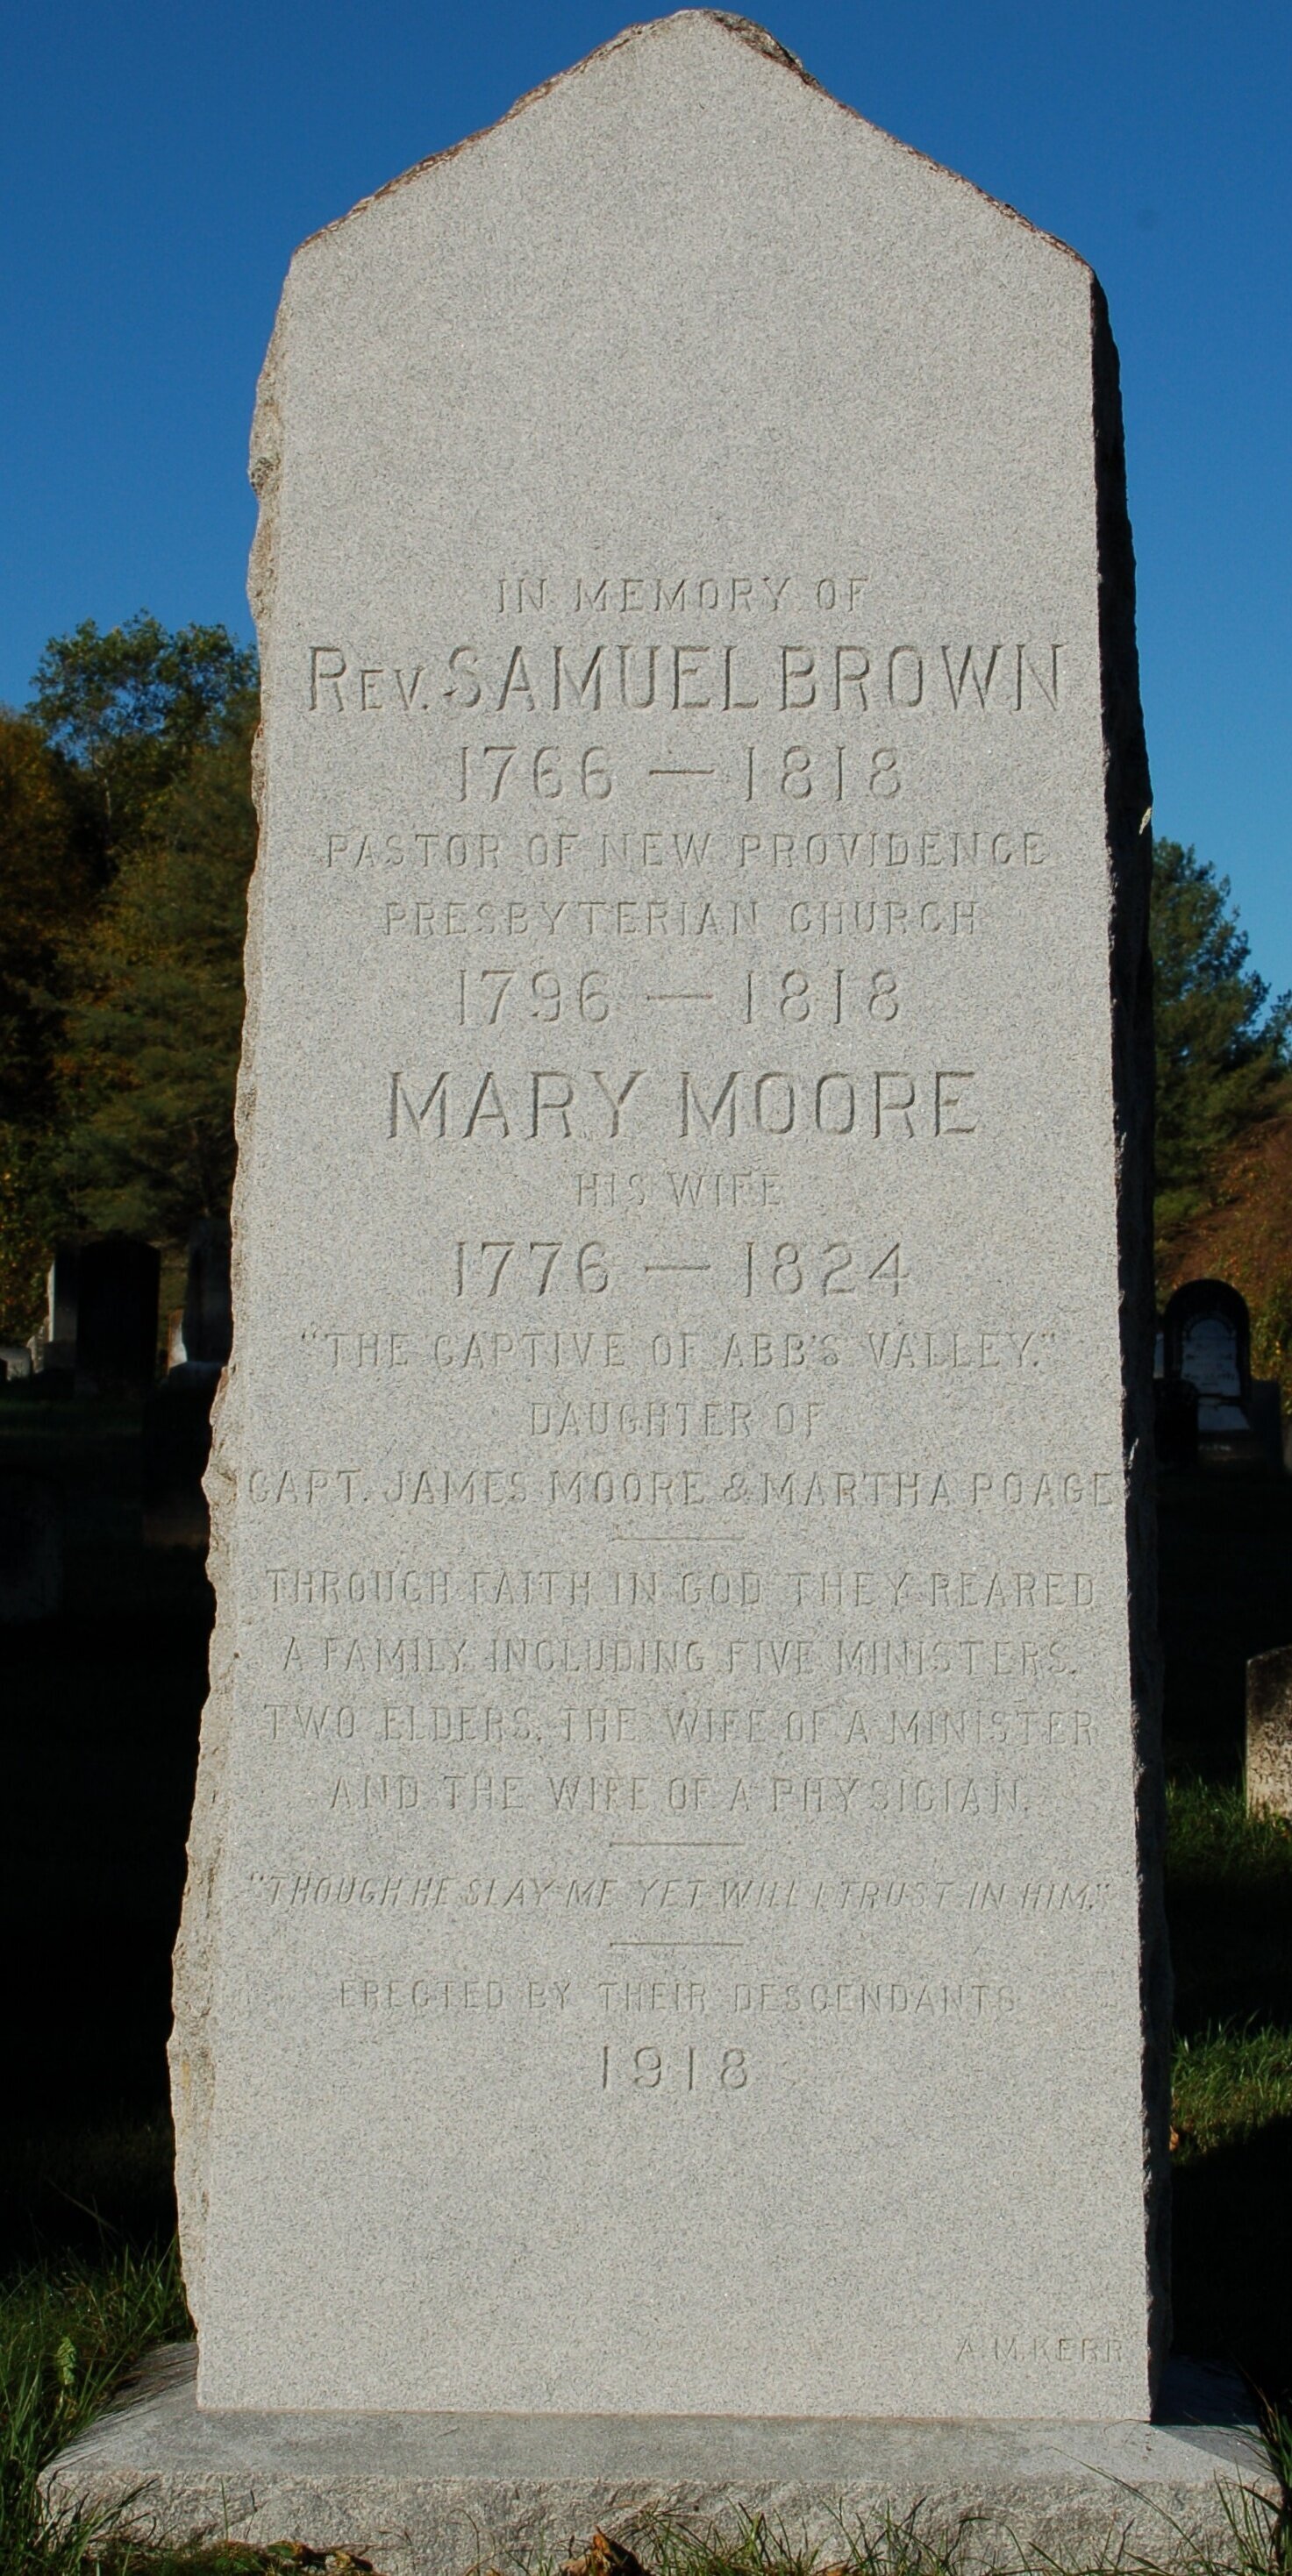 IN MEMORY OF
REV. SAMUEL BROWN
1766 — 1818
PASTOR OF NEW PROVIDENCE
PRESBYTERIAN CHURCH
1796 — 1818
MARY MOORE
HIS WIFE
1776 — 1824
"THE CAPTIVE OF ABB'S VALLEY."
DAUGHTER OF
CAPT. JAMES MOORE & MARTHA POAGE
THROUGH FAITH IN GOD THEY REARED
A FAMILY INCLUDING FIVE MINISTERS,
TWO ELDERS, THE WIFE OF A MINISTER
AND THE WIFE OF A PHYSICIAN.
"THOUGH HE SLAY ME YET WILL I TRUST IN HIM."
ERECTED BY THEIR DESCENDANTS
1918
A.M. KERR